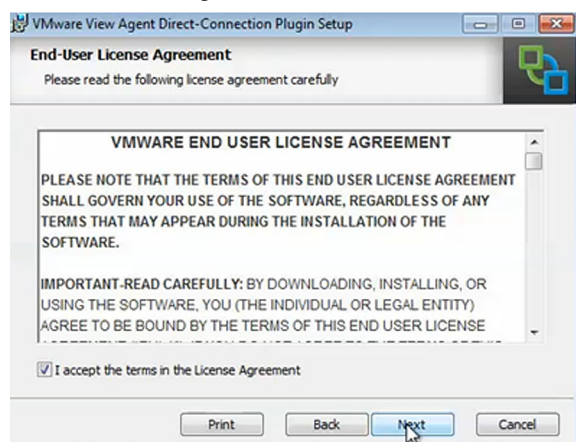 VMware View Agent Direct-Connection Plugin Setup
End-User License Agreement
Please read the following license agreement carefully
VMWARE END USER LICENSE AGREEMENT
PLEASE NOTE THAT THE TERMS OF THIS END USER LICENSE AGREEMENT
SHALL GOVERN YOUR USE OF THE SOFTWARE, REGARDLESS OF ANY
TERMS THAT MAY APPEAR DURING THE INSTALLATION OF THE
SOFTWARE.
IMPORTANT-READ CAREFULLY: BY DOWNLOADING, INSTALLING, OR
USING THE SOFTWARE, YOU (THE INDIVIDUAL OR LEGAL ENTITY)
AGREE TO BE BOUND BY THE TERMS OF THIS END USER LICENSE
I accept the terms in the License Agreement
Print Back Next Cancel